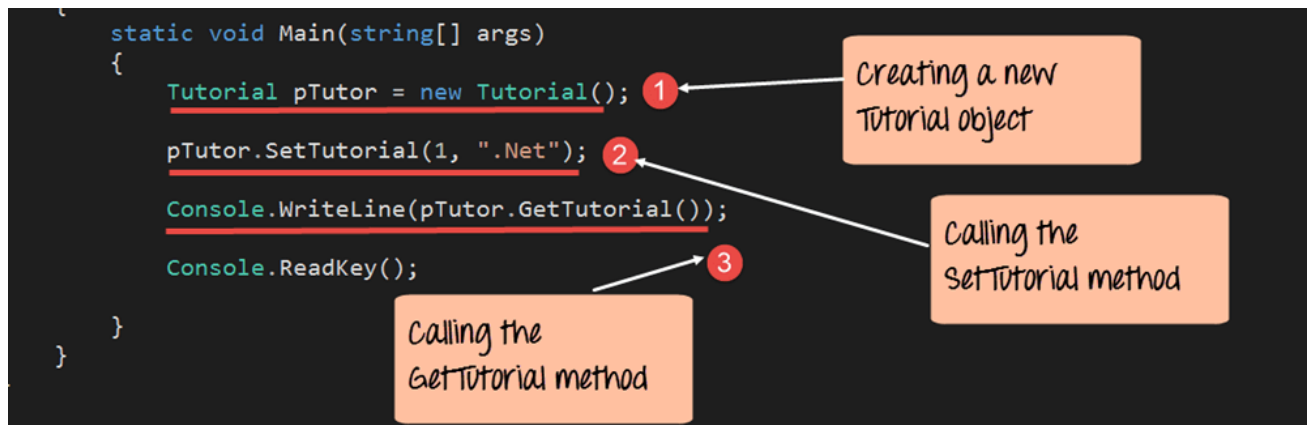 {
static void Main(string[] args)
{
Tutorial pTutor = new Tutorial(); 1
Creating a new
Tutorial object
pTutor.SetTutorial(1, ".Net"); 2
Console.WriteLine(pTutor.GetTutorial());
Calling the
SetTutorial method
Console.ReadKey();
3
}
Calling the
GetTutorial method
}